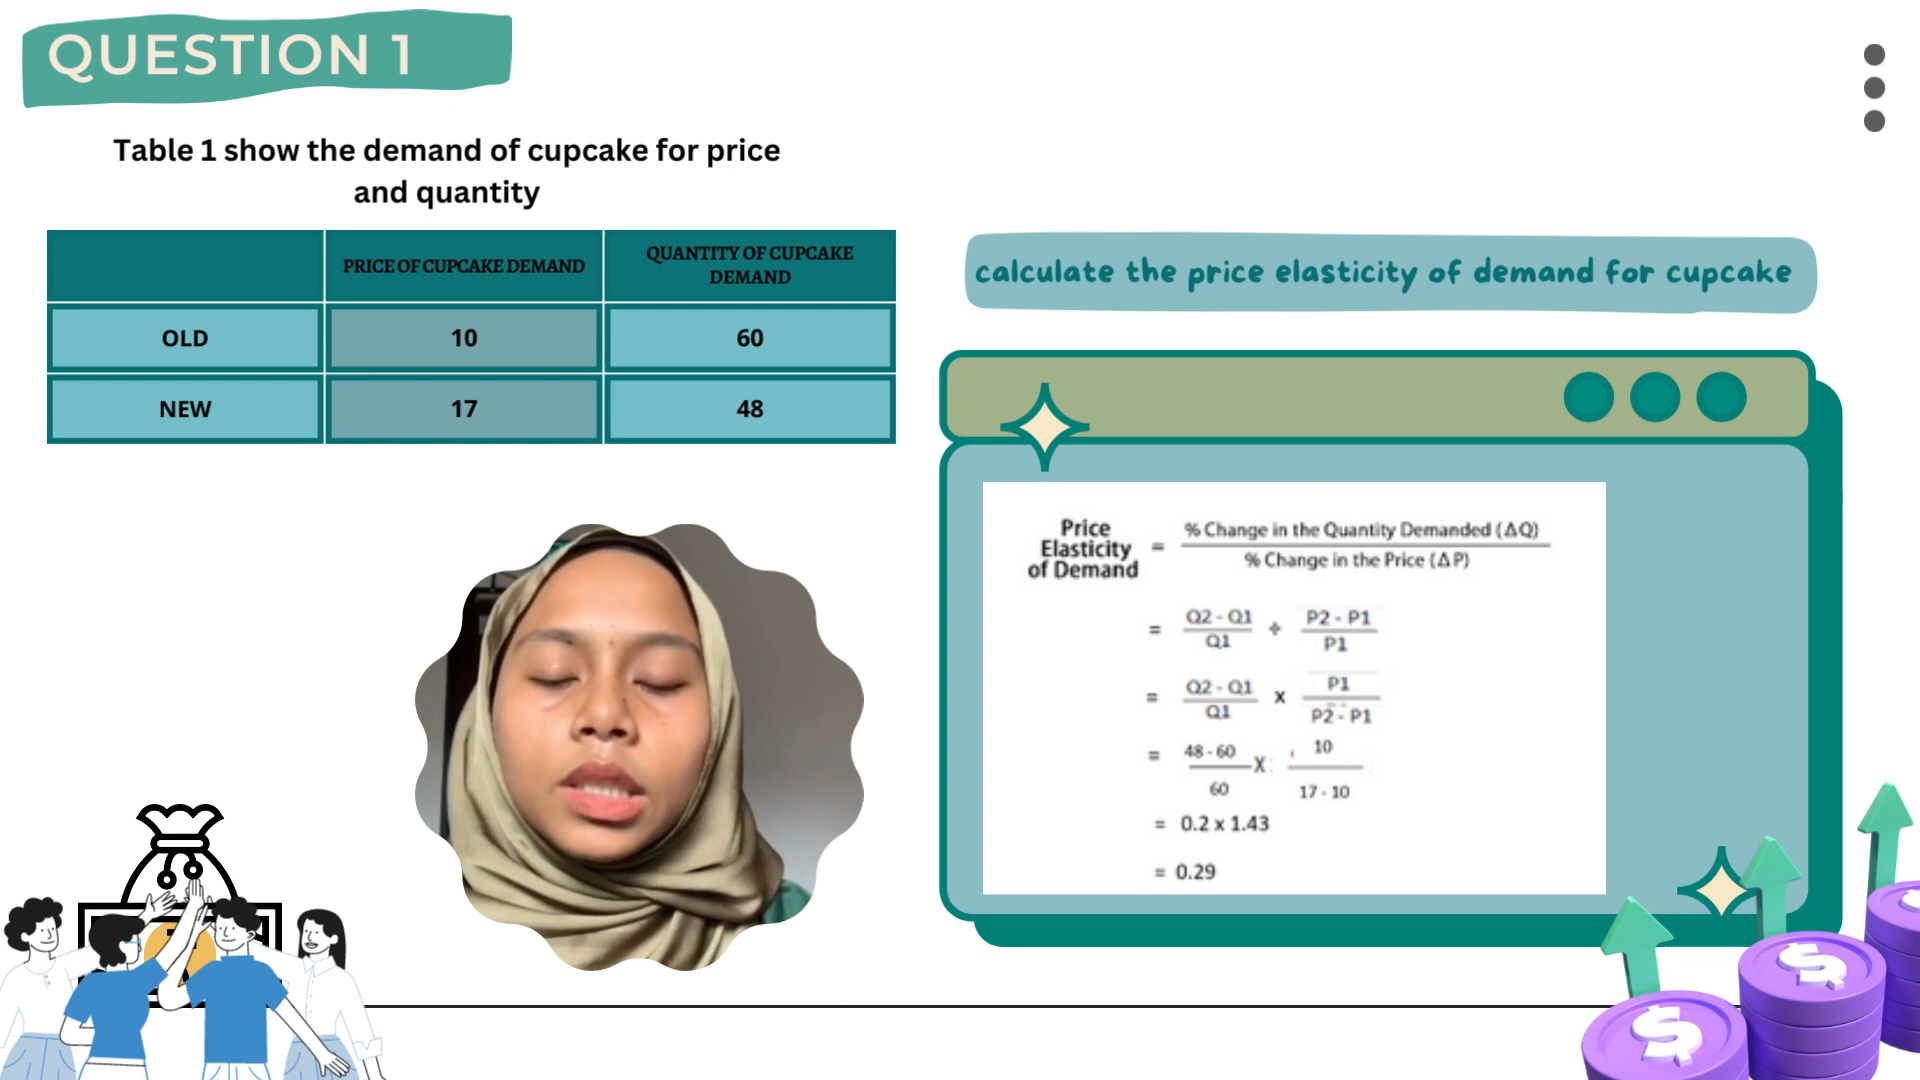 QUESTION 1
Table 1 show the demand of cupcake for price
and quantity
PRICE OF CUPCAKE DEMAND
QUANTITY OF CUPCAKE
DEMAND
OLD
10
60
NEW
17
48
calculate the price elasticity of demand for cupcake
Price
Elasticity
of Demand
=
% Change in the Quantity Demanded (ΔQ)
% Change in the Price (ΔP)
= Q2 - Q1 ÷ P2 - P1
Q1 P1
= Q2 - Q1 x P1
Q1 P2 - P1
= 48 - 60 X 10
60 17 - 10
= 0.2 x 1.43
= 0.29
$
$